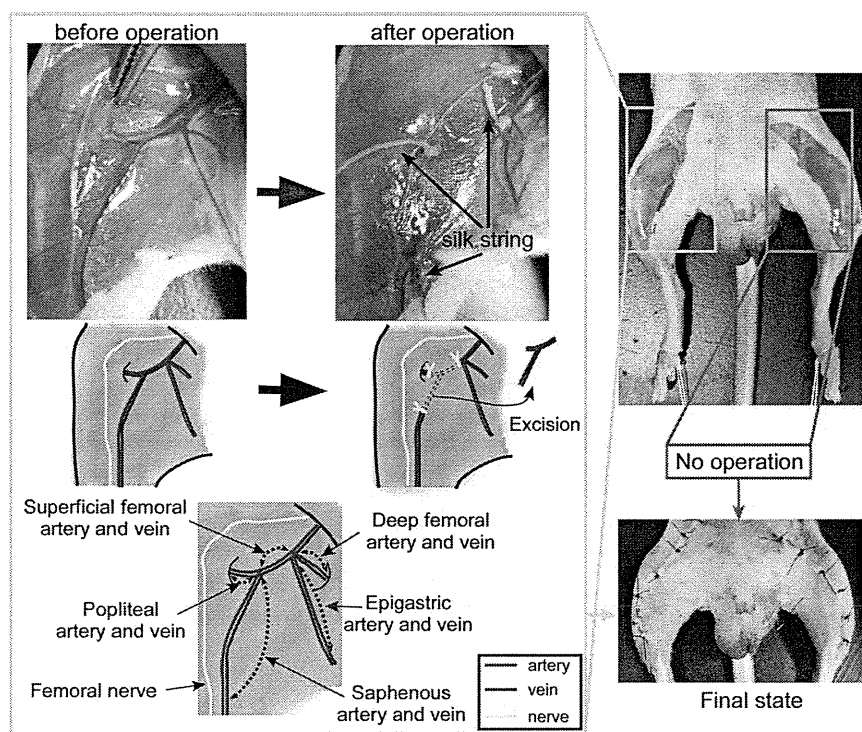 before operation
after operation
silk string
Excision
No operation
Superficial femoral
artery and vein
Deep femoral
artery and vein
Popliteal
artery and vein
Epigastric
artery and vein
Femoral nerve
Saphenous
artery and vein
artery
vein
nerve
Final state